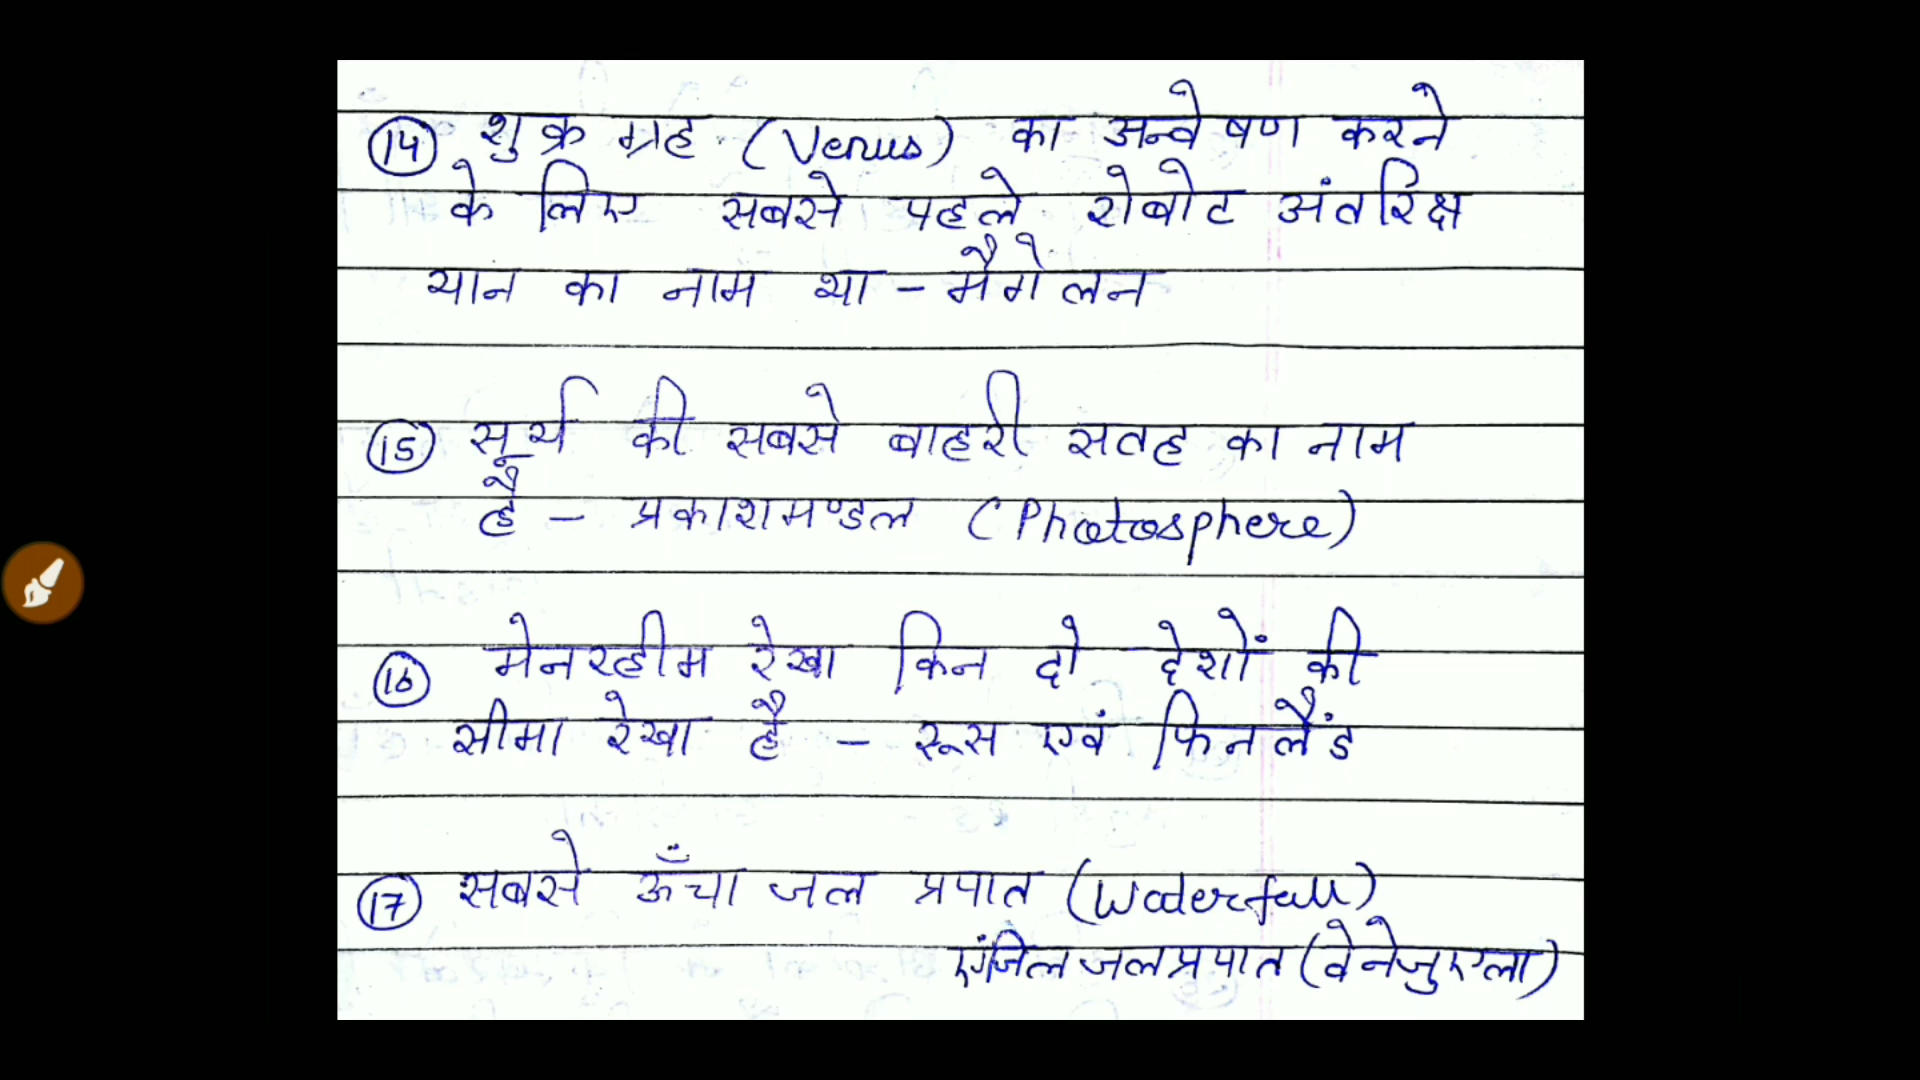 (14) शुक्र ग्रह (Venus) का अन्वेषण करने
के लिए सबसे पहले रोबोट अंतरिक्ष
यान का नाम था - मैगेलन
(15) सूर्य की सबसे बाहरी सतह का नाम
है - प्रकाशमण्डल (Photosphere)
(16) मेनरहीम रेखा किन दो देशों की
सीमा रेखा है - रूस एवं फिनलैंड
(17) सबसे ऊँचा जल प्रपात (Waterfall)
एंजिल जलप्रपात (वेनेजुएला)